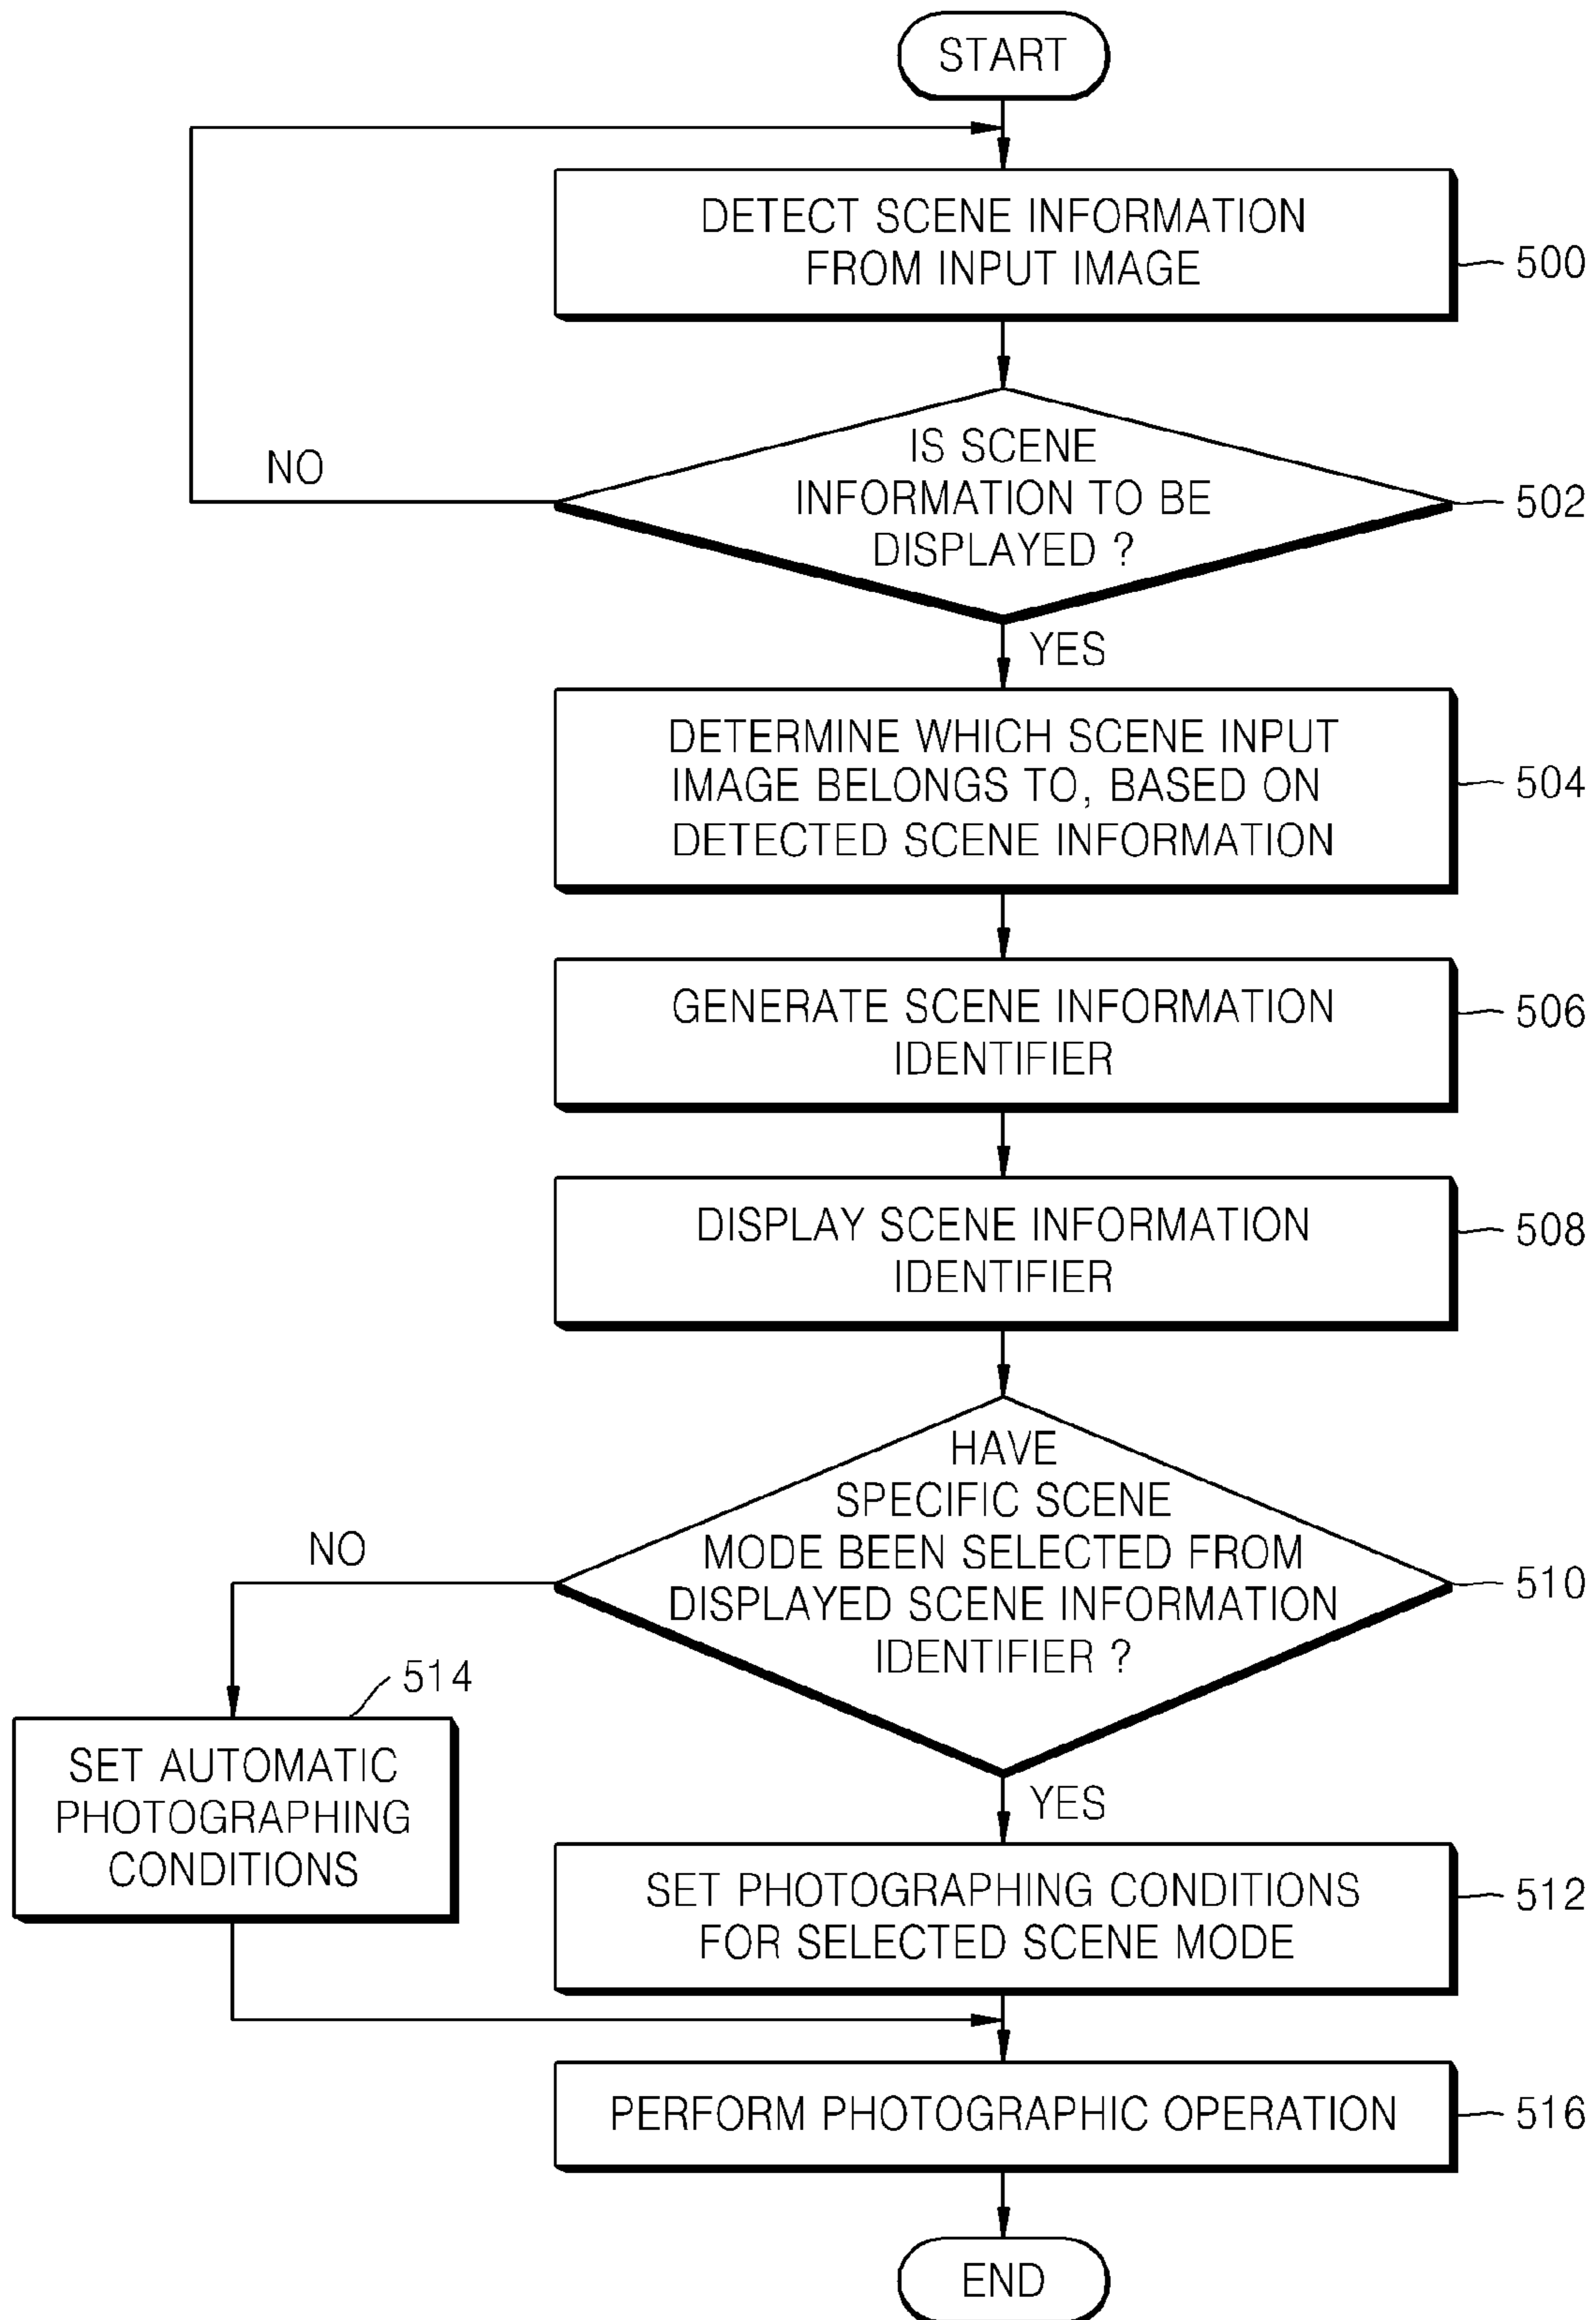 START
DETECT SCENE INFORMATION
FROM INPUT IMAGE
500
IS SCENE
INFORMATION TO BE
DISPLAYED ?
502
NO
YES
DETERMINE WHICH SCENE INPUT
IMAGE BELONGS TO, BASED ON
DETECTED SCENE INFORMATION
504
GENERATE SCENE INFORMATION
IDENTIFIER
506
DISPLAY SCENE INFORMATION
IDENTIFIER
508
HAVE
SPECIFIC SCENE
MODE BEEN SELECTED FROM
DISPLAYED SCENE INFORMATION
IDENTIFIER ?
510
NO
514
SET AUTOMATIC
PHOTOGRAPHING
CONDITIONS
YES
SET PHOTOGRAPHING CONDITIONS
FOR SELECTED SCENE MODE
512
PERFORM PHOTOGRAPHIC OPERATION
516
END